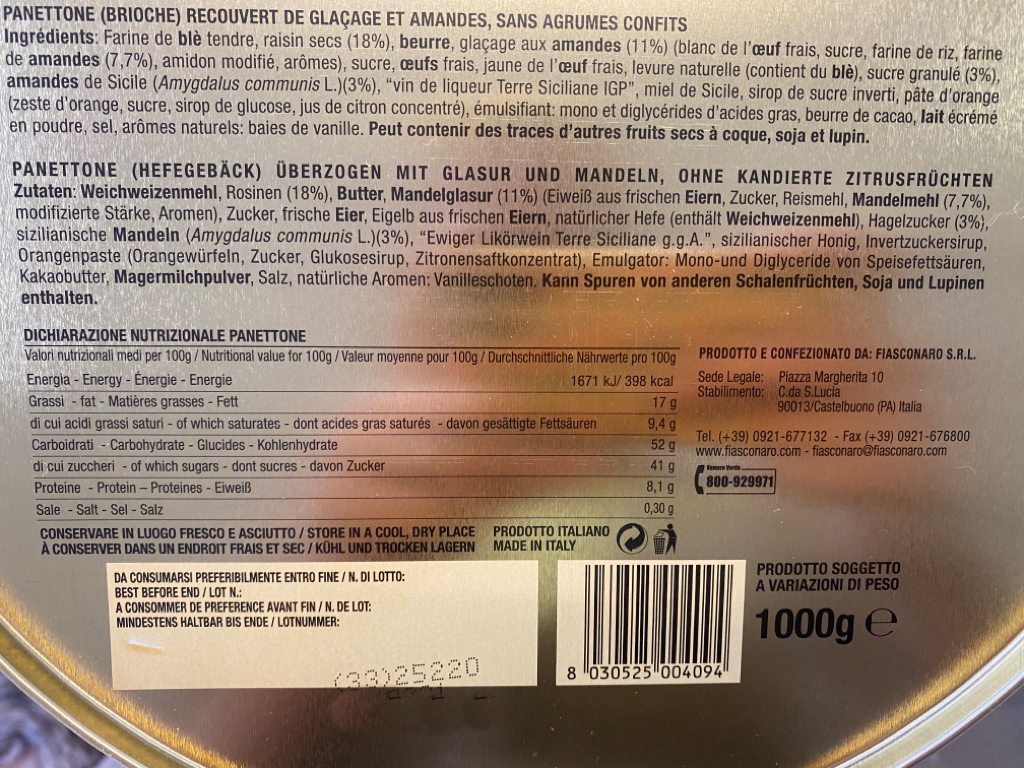 PANETTONE (BRIOCHE) RECOUVERT DE GLAÇAGE ET AMANDES, SANS AGRUMES CONFITS
Ingrédients: Farine de blè tendre, raisin secs (18%), beurre, glaçage aux amandes (11%) (blanc de l'œuf frais, sucre, farine de riz, farine
de amandes (7,7%), amidon modifié, arômes), sucre, œufs frais, jaune de l'œuf frais, levure naturelle (contient du blè), sucre granulé (3%),
amandes de Sicile (Amygdalus communis L.)(3%), "vin de liqueur Terre Siciliane IGP", miel de Sicile, sirop de sucre inverti, pâte d'orange
(zeste d'orange, sucre, sirop de glucose, jus de citron concentré), émulsifiant: mono et diglycérides d'acides gras, beurre de cacao, lait écrémé
en poudre, sel, arômes naturels: baies de vanille. Peut contenir des traces d'autres fruits secs à coque, soja et lupin.
PANETTONE (HEFEGEBÄCK) ÜBERZOGEN MIT GLASUR UND MANDELN, OHNE KANDIERTE ZITRUSFRÜCHTEN
Zutaten: Weichweizenmehl, Rosinen (18%), Butter, Mandelglasur (11%) (Eiweiß aus frischen Eiern, Zucker, Reismehl, Mandelmehl (7,7%),
modifizierte Stärke, Aromen), Zucker, frische Eier, Eigelb aus frischen Eiern, natürlicher Hefe (enthält Weichweizenmehl), Hagelzucker (3%),
sizilianische Mandeln (Amygdalus communis L.)(3%), "Ewiger Likörwein Terre Siciliane g.g.A.", sizilianischer Honig, Invertzuckersirup,
Orangenpaste (Orangewürfeln, Zucker, Glukosesirup, Zitronensaftkonzentrat), Emulgator: Mono-und Diglyceride von Speisefettsäuren,
Kakaobutter, Magermilchpulver, Salz, natürliche Aromen: Vanilleschoten. Kann Spuren von anderen Schalenfrüchten, Soja und Lupinen
enthalten.
DICHIARAZIONE NUTRIZIONALE PANETTONE
Valori nutrizionali medi per 100g / Nutritional value for 100g / Valeur moyenne pour 100g / Durchschnittliche Nährwerte pro 100g
Energia - Energy - Énergie - Energie 1671 kJ/ 398 kcal
Grassi - fat - Matières grasses - Fett 17 g
di cui acidi grassi saturi - of which saturates - dont acides gras saturés - davon gesättigte Fettsäuren 9,4 g
Carboidrati - Carbohydrate - Glucides - Kohlenhydrate 52 g
di cui zuccheri - of which sugars - dont sucres - davon Zucker 41 g
Proteine - Protein – Proteines - Eiweiß 8,1 g
Sale - Salt - Sel - Salz 0,30 g
CONSERVARE IN LUOGO FRESCO E ASCIUTTO / STORE IN A COOL, DRY PLACE
À CONSERVER DANS UN ENDROIT FRAIS ET SEC / KÜHL UND TROCKEN LAGERN
PRODOTTO ITALIANO
MADE IN ITALY
PRODOTTO E CONFEZIONATO DA: FIASCONARO S.R.L.
Sede Legale: Piazza Margherita 10
Stabilimento: C.da S.Lucia
90013/Castelbuono (PA) Italia
Tel. (+39) 0921-677132 - Fax (+39) 0921-676800
www.fiasconaro.com - fiasconaro@fiasconaro.com
Numero Verde
800-929971
DA CONSUMARSI PREFERIBILMENTE ENTRO FINE / N. DI LOTTO:
BEST BEFORE END / LOT N.:
A CONSOMMER DE PREFERENCE AVANT FIN / N. DE LOT:
MINDESTENS HALTBAR BIS ENDE / LOTNUMMER:
(33)25220
8 030525 004094
PRODOTTO SOGGETTO
A VARIAZIONI DI PESO
1000g e